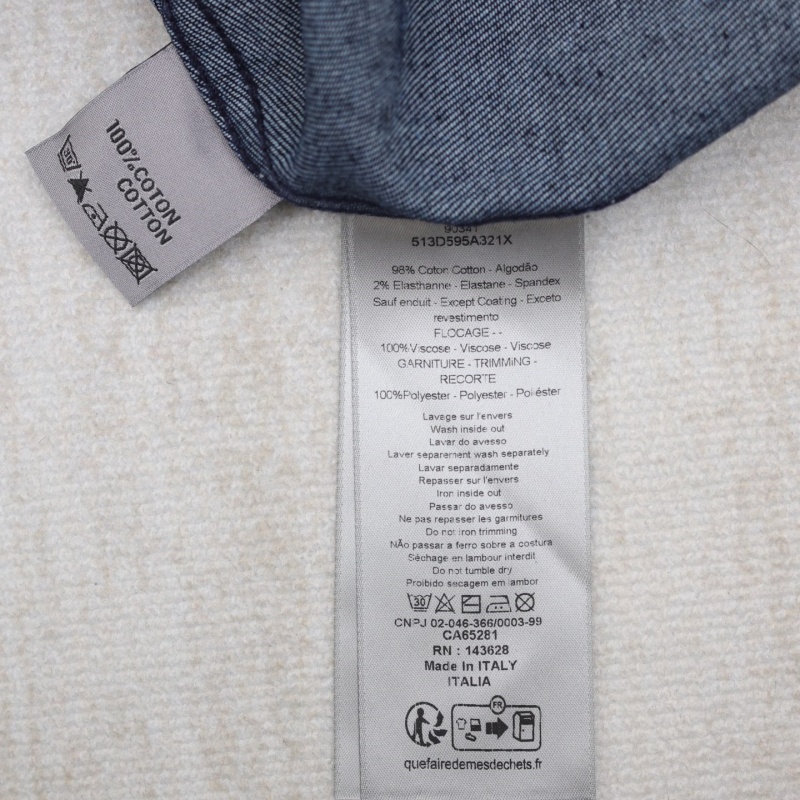 100%COTON
COTTON
30
90341
513D595A321X
98% Coton Cotton - Algodão
2% Elasthanne - Elastane - Spandex
Sauf enduit - Except Coating - Exceto
revestimento
FLOCAGE - -
100%Viscose - Viscose - Viscose
GARNITURE - TRIMMING -
RECORTE
100%Polyester - Polyester - Poliéster
Lavage sur l'envers
Wash inside out
Lavar do avesso
Laver separement wash separately
Lavar separadamente
Repasser sur l'envers
Iron inside out
Passar do avesso
Ne pas repasser les garnitures
Do not iron trimming
NÃo passar a ferro sobre a costura
Séchage en tambour interdit
Do not tumble dry
Proibido secagem em tambor
30
CNPJ 02-046-366/0003-99
CA65281
RN : 143628
Made In ITALY
ITALIA
FR
quefairedemesdechets.fr